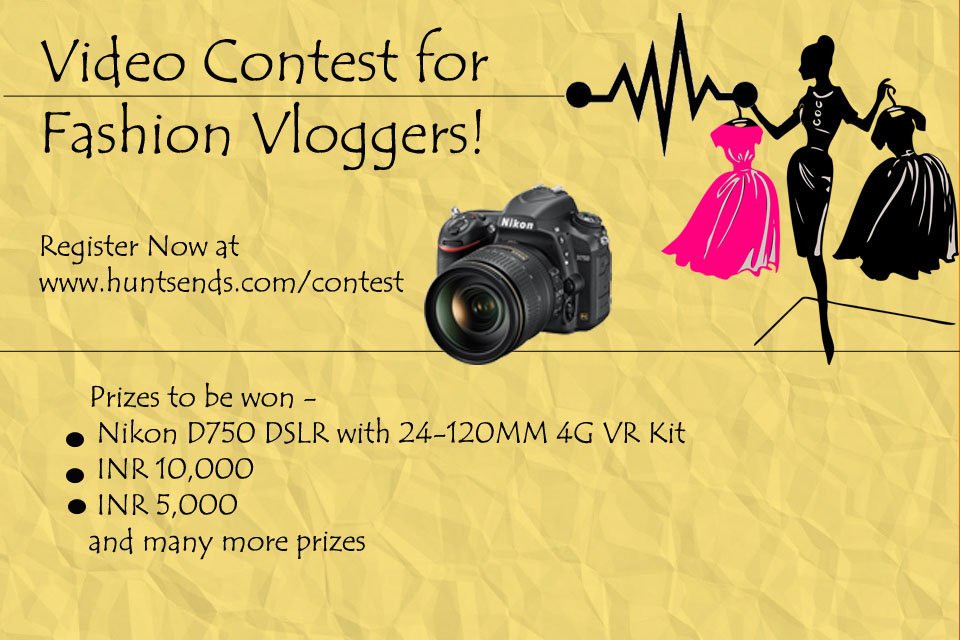 Video Contest for
Fashion Vloggers!
Register Now at
www.huntsends.com/contest
Nikon
D750
Prizes to be won -
Nikon D750 DSLR with 24-120MM 4G VR Kit
INR 10,000
INR 5,000
and many more prizes